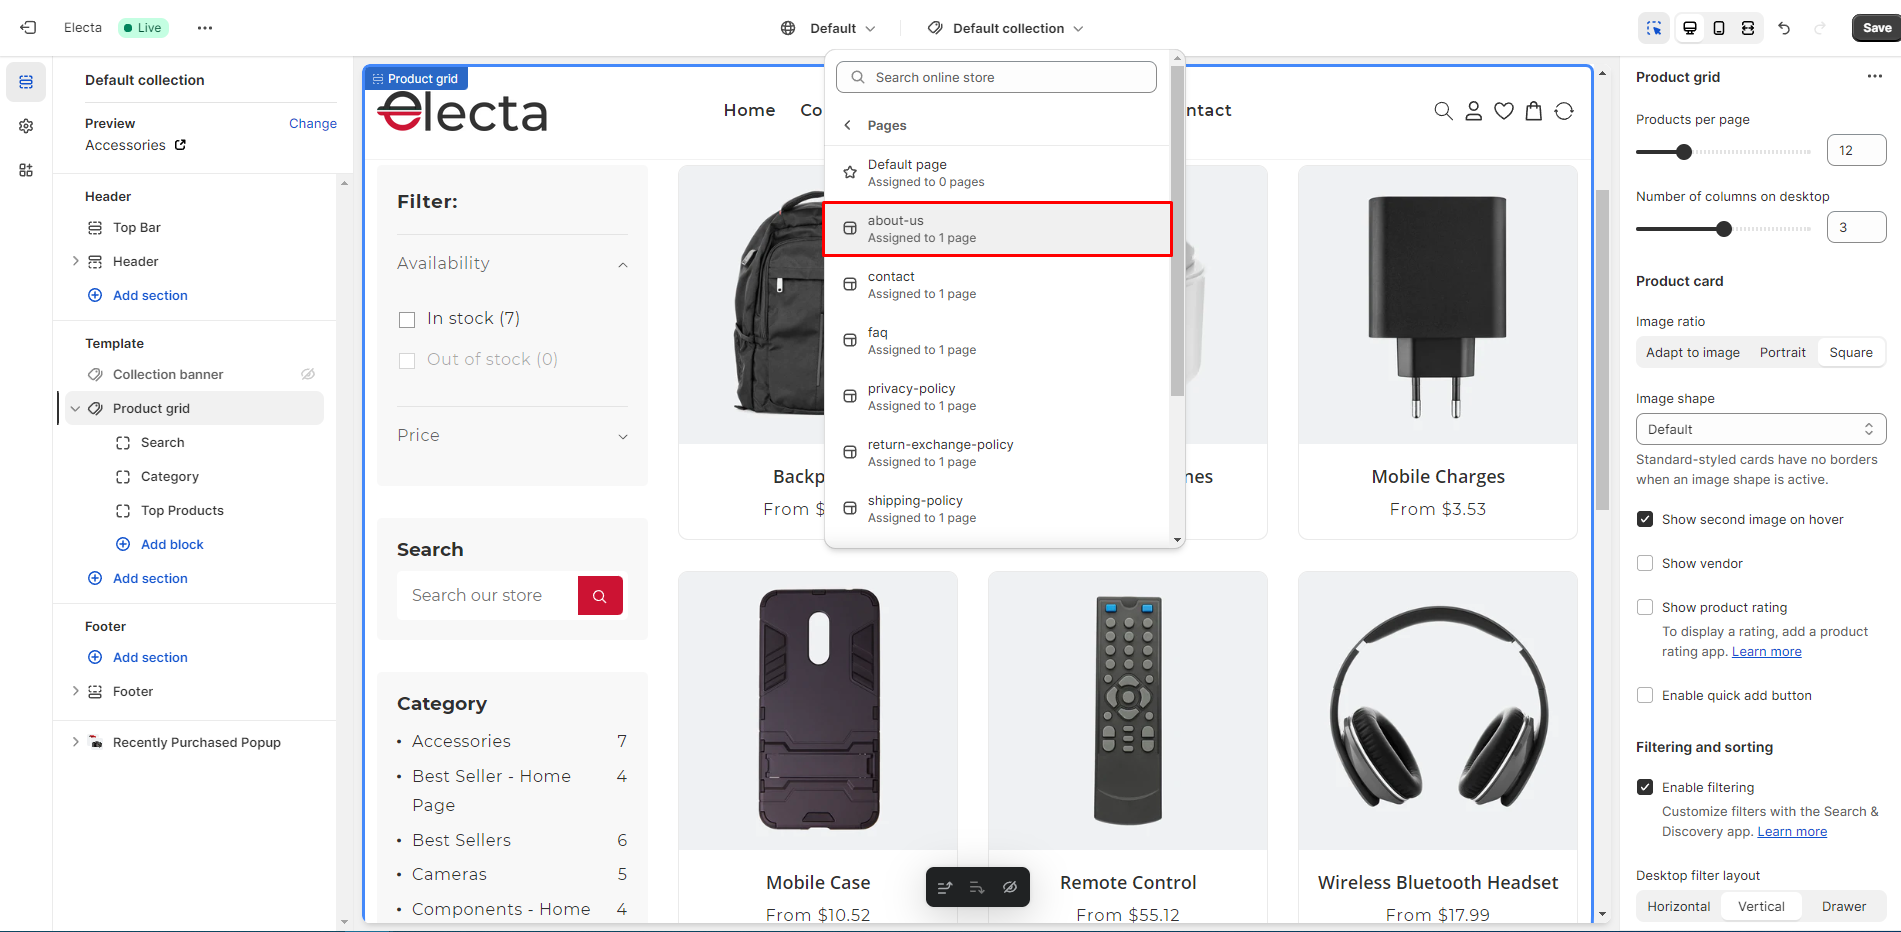 Electa
Live
Default
Default collection
Save
Default collection
Preview
Change
Accessories
Header
Top Bar
Header
Add section
Template
Collection banner
Product grid
Search
Category
Top Products
Add block
Add section
Footer
Add section
Footer
Recently Purchased Popup
Product grid
electa
Home
Co
ntact
Search online store
Pages
Default page
Assigned to 0 pages
about-us
Assigned to 1 page
contact
Assigned to 1 page
faq
Assigned to 1 page
privacy-policy
Assigned to 1 page
return-exchange-policy
Assigned to 1 page
shipping-policy
Assigned to 1 page
Filter:
Availability
In stock (7)
Out of stock (0)
Price
Search
Search our store
Category
• Accessories 7
• Best Seller - Home 4
Page
• Best Sellers 6
• Cameras 5
• Components - Home 4
Backp
From $
nes
Mobile Charges
From $3.53
Mobile Case
From $10.52
Remote Control
From $55.12
Wireless Bluetooth Headset
From $17.99
Product grid
Products per page
12
Number of columns on desktop
3
Product card
Image ratio
Adapt to image Portrait Square
Image shape
Default
Standard-styled cards have no borders
when an image shape is active.
Show second image on hover
Show vendor
Show product rating
To display a rating, add a product
rating app. Learn more
Enable quick add button
Filtering and sorting
Enable filtering
Customize filters with the Search &
Discovery app. Learn more
Desktop filter layout
Horizontal Vertical Drawer